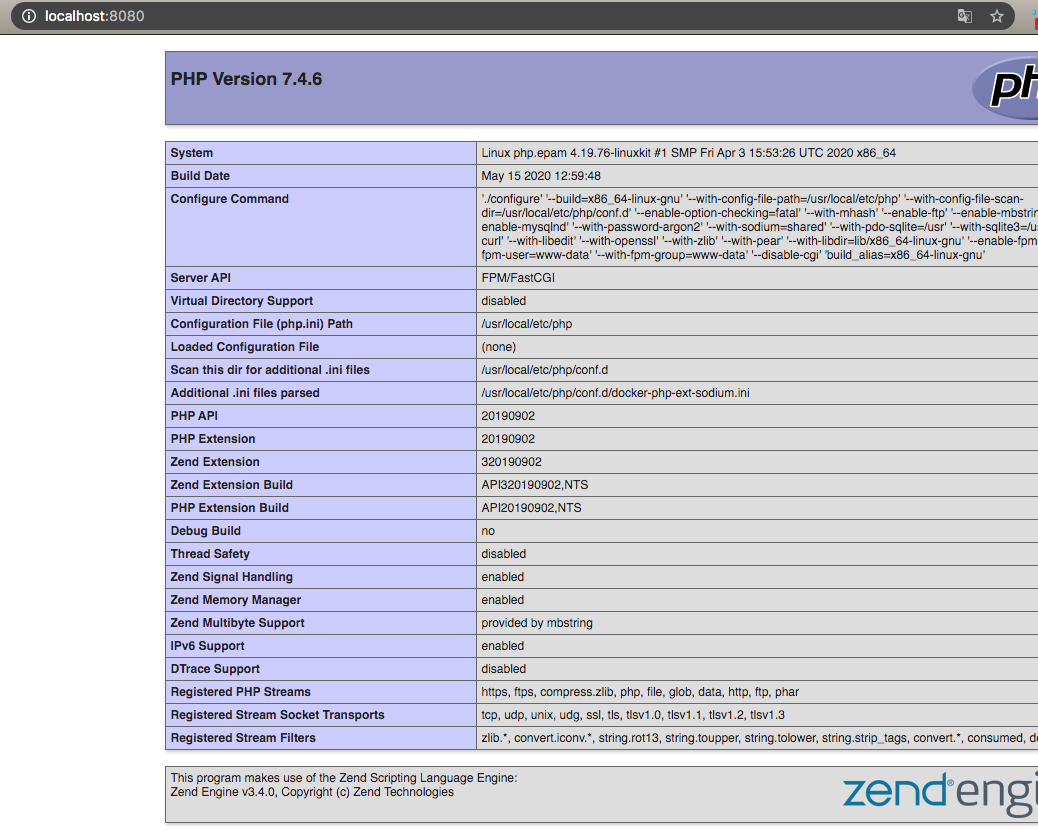 localhost:8080
PHP Version 7.4.6
System Linux php.epam 4.19.76-linuxkit #1 SMP Fri Apr 3 15:53:26 UTC 2020 x86_64
Build Date May 15 2020 12:59:48
Configure Command './configure' '--build=x86_64-linux-gnu' '--with-config-file-path=/usr/local/etc/php' '--with-config-file-scan-
dir=/usr/local/etc/php/conf.d' '--enable-option-checking=fatal' '--with-mhash' '--enable-ftp' '--enable-mbstrin
enable-mysqlnd' '--with-password-argon2' '--with-sodium=shared' '--with-pdo-sqlite=/usr' '--with-sqlite3=/us
curl' '--with-libedit' '--with-openssl' '--with-zlib' '--with-pear' '--with-libdir=lib/x86_64-linux-gnu' '--enable-fpm
fpm-user=www-data' '--with-fpm-group=www-data' '--disable-cgi' 'build_alias=x86_64-linux-gnu'
Server API FPM/FastCGI
Virtual Directory Support disabled
Configuration File (php.ini) Path /usr/local/etc/php
Loaded Configuration File (none)
Scan this dir for additional .ini files /usr/local/etc/php/conf.d
Additional .ini files parsed /usr/local/etc/php/conf.d/docker-php-ext-sodium.ini
PHP API 20190902
PHP Extension 20190902
Zend Extension 320190902
Zend Extension Build API320190902,NTS
PHP Extension Build API20190902,NTS
Debug Build no
Thread Safety disabled
Zend Signal Handling enabled
Zend Memory Manager enabled
Zend Multibyte Support provided by mbstring
IPv6 Support enabled
DTrace Support disabled
Registered PHP Streams https, ftps, compress.zlib, php, file, glob, data, http, ftp, phar
Registered Stream Socket Transports tcp, udp, unix, udg, ssl, tls, tlsv1.0, tlsv1.1, tlsv1.2, tlsv1.3
Registered Stream Filters zlib.*, convert.iconv.*, string.rot13, string.toupper, string.tolower, string.strip_tags, convert.*, consumed,
This program makes use of the Zend Scripting Language Engine:
Zend Engine v3.4.0, Copyright (c) Zend Technologies
zend® engi